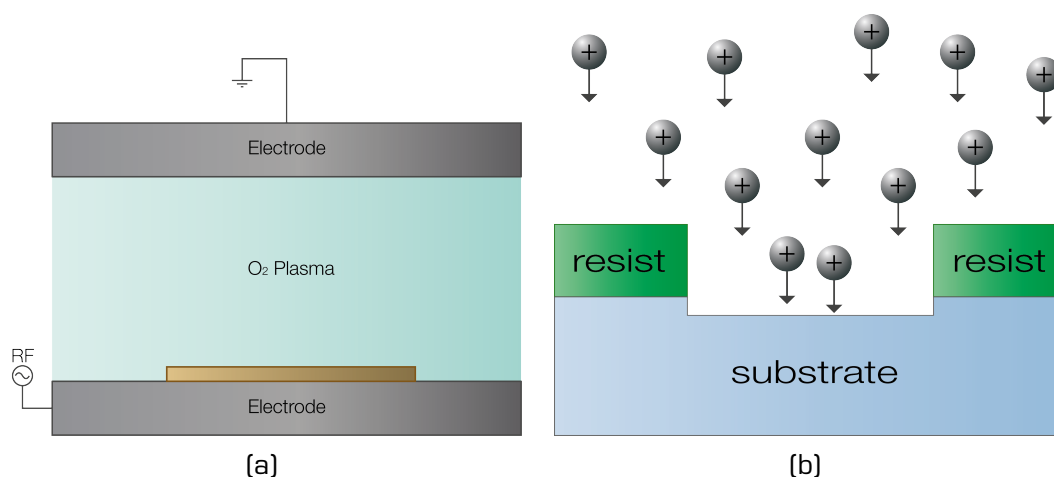 Electrode
O₂ Plasma
RF
Electrode
(a)
+ + + + +
+ + +
+ +
+ +
resist resist
substrate
(b)